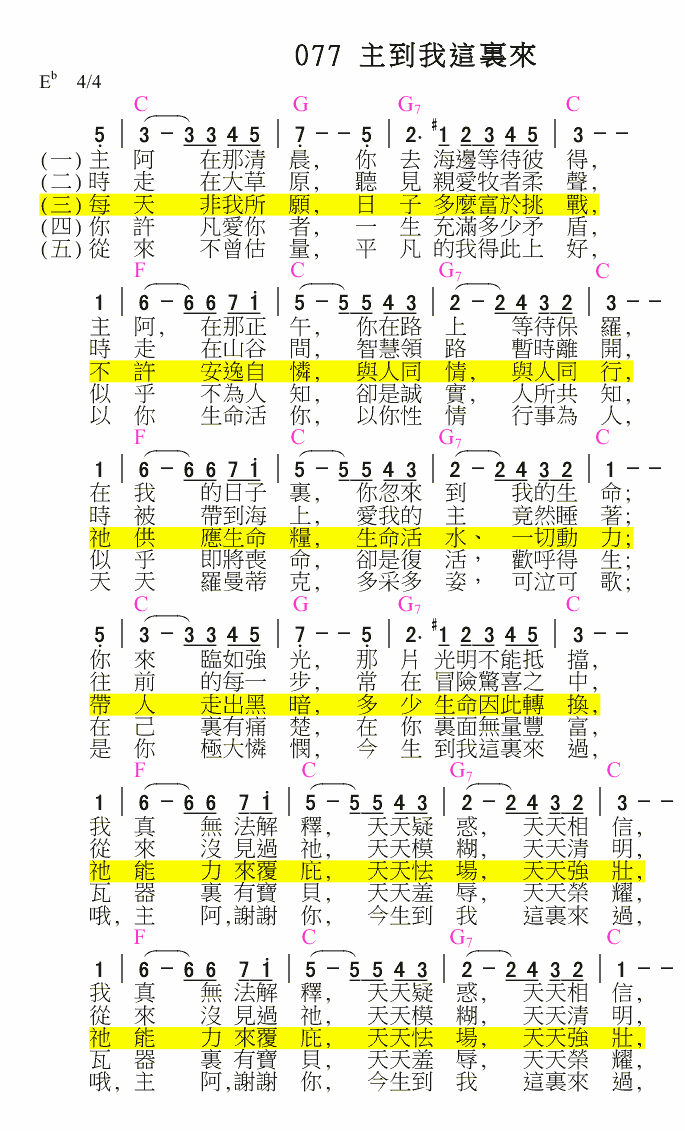 077 主到我這裏來
E♭ 4/4
C G G7 C
5̣ | 3 - 3 3 4 5 | 7̣ - - 5̣ | 2· #1 2 3 4 5 | 3 - -
(一)主 阿 在那清 晨, 你 去 海邊等待彼 得,
(二)時 走 在大草 原, 聽 見 親愛牧者柔 聲,
(三)每 天 非我所 願, 日 子 多麼富於挑 戰,
(四)你 許 凡愛你 者, 一 生 充滿多少矛 盾,
(五)從 來 不曾估 量, 平 凡 的我得此上 好,
F C G7 C
1 | 6 - 6 6 7 i | 5 - 5 5 4 3 | 2 - 2 4 3 2 | 3 - -
主 阿, 在那正 午, 你在路 上 等待保 羅,
時 走 在山谷 間, 智慧領 路 暫時離 開,
不 許 安逸自 憐, 與人同 情, 與人同 行,
似 乎 不為人 知, 卻是誠 實, 人所共 知,
以 你 生命活 你, 以你性 情 行事為 人,
F C G7 C
1 | 6 - 6 6 7 i | 5 - 5 5 4 3 | 2 - 2 4 3 2 | 1 - -
在 我 的日子 裏, 你忽來 到 我的生 命;
時 被 帶到海 上, 愛我的 主 竟然睡 著;
祂 供 應生命 糧, 生命活 水、 一切動 力;
似 乎 即將喪 命, 卻是復 活, 歡呼得 生;
天 天 羅曼蒂 克, 多采多 姿, 可泣可 歌;
C G G7 C
5̣ | 3 - 3 3 4 5 | 7̣ - - 5̣ | 2· #1 2 3 4 5 | 3 - -
你 來 臨如強 光, 那 片 光明不能抵 擋,
往 前 的每一 步, 常 在 冒險驚喜之 中,
帶 人 走出黑 暗, 多 少 生命因此轉 換,
在 己 裏有痛 楚, 在 你 裏面無量豐 富,
是 你 極大憐 憫, 今 生 到我這裏來 過,
F C G7 C
1 | 6 - 6 6 7 i | 5 - 5 5 4 3 | 2 - 2 4 3 2 | 3 - -
我 真 無 法解 釋, 天天疑 惑, 天天相 信,
從 來 沒 見過 祂, 天天模 糊, 天天清 明,
祂 能 力 來覆 庇, 天天怯 場, 天天強 壯,
瓦 器 裏 有寶 貝, 天天羞 辱, 天天榮 耀,
哦, 主 阿,謝謝 你, 今生到 我 這裏來 過,
F C G7 C
1 | 6 - 6 6 7 i | 5 - 5 5 4 3 | 2 - 2 4 3 2 | 1 - -
我 真 無 法解 釋, 天天疑 惑, 天天相 信,
從 來 沒 見過 祂, 天天模 糊, 天天清 明,
祂 能 力 來覆 庇, 天天怯 場, 天天強 壯,
瓦 器 裏 有寶 貝, 天天羞 辱, 天天榮 耀,
哦, 主 阿,謝謝 你, 今生到 我 這裏來 過,